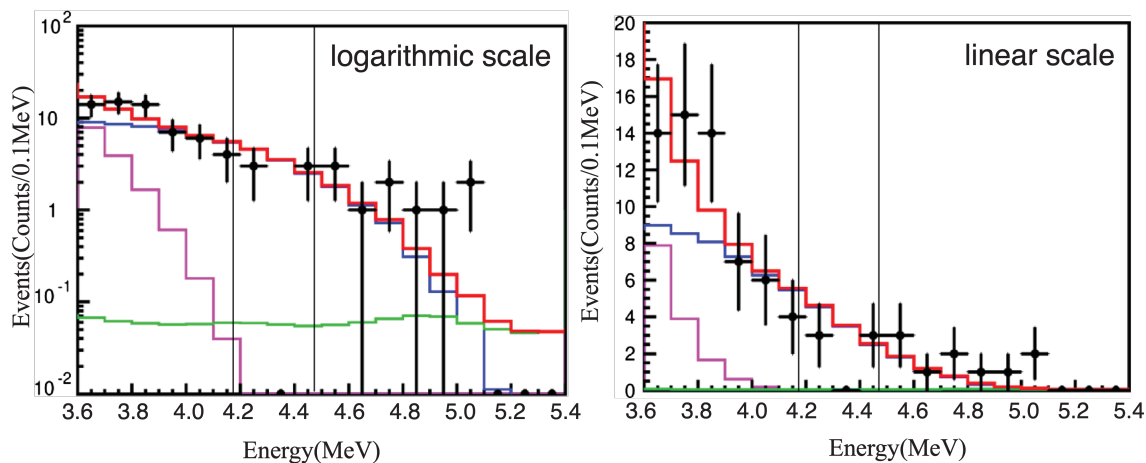 Events(Counts/0.1MeV)
10²
10
1
10⁻¹
10⁻²
logarithmic scale
3.6 3.8 4.0 4.2 4.4 4.6 4.8 5.0 5.2 5.4
Energy(MeV)
Events(Counts/0.1MeV)
20
18
16
14
12
10
8
6
4
2
0
linear scale
3.6 3.8 4.0 4.2 4.4 4.6 4.8 5.0 5.2 5.4
Energy(MeV)